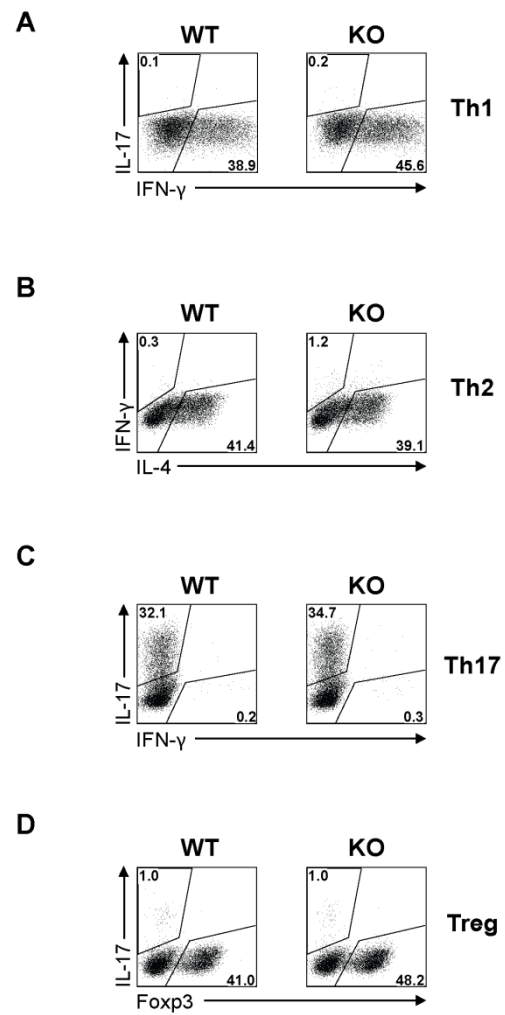 A
WT KO
0.1 0.2
Th1
IL-17
38.9 45.6
IFN-γ
B
WT KO
0.3 1.2
Th2
IFN-γ
41.4 39.1
IL-4
C
WT KO
32.1 34.7
Th17
IL-17
0.2 0.3
IFN-γ
D
WT KO
1.0 1.0
Treg
IL-17
41.0 48.2
Foxp3